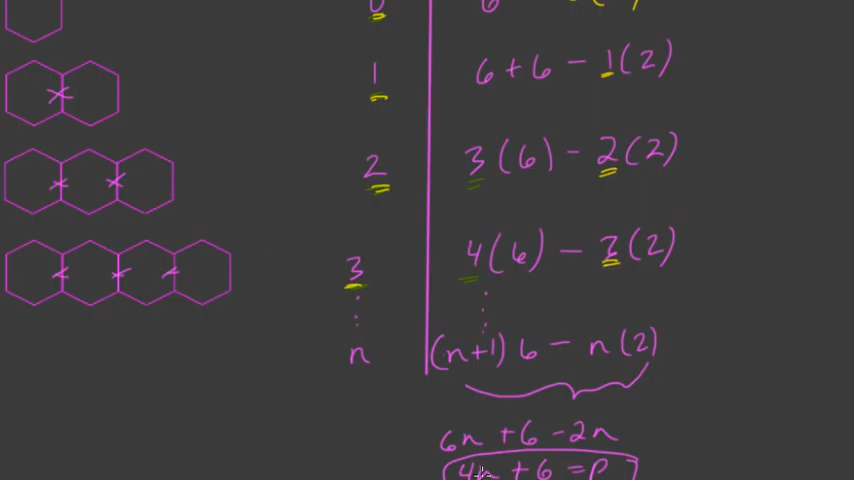 0 6
1 6 + 6 - 1(2)
2 3(6) - 2(2)
3 4(6) - 3(2)
n (n+1)6 - n(2)
6n + 6 - 2n
4n + 6 = P